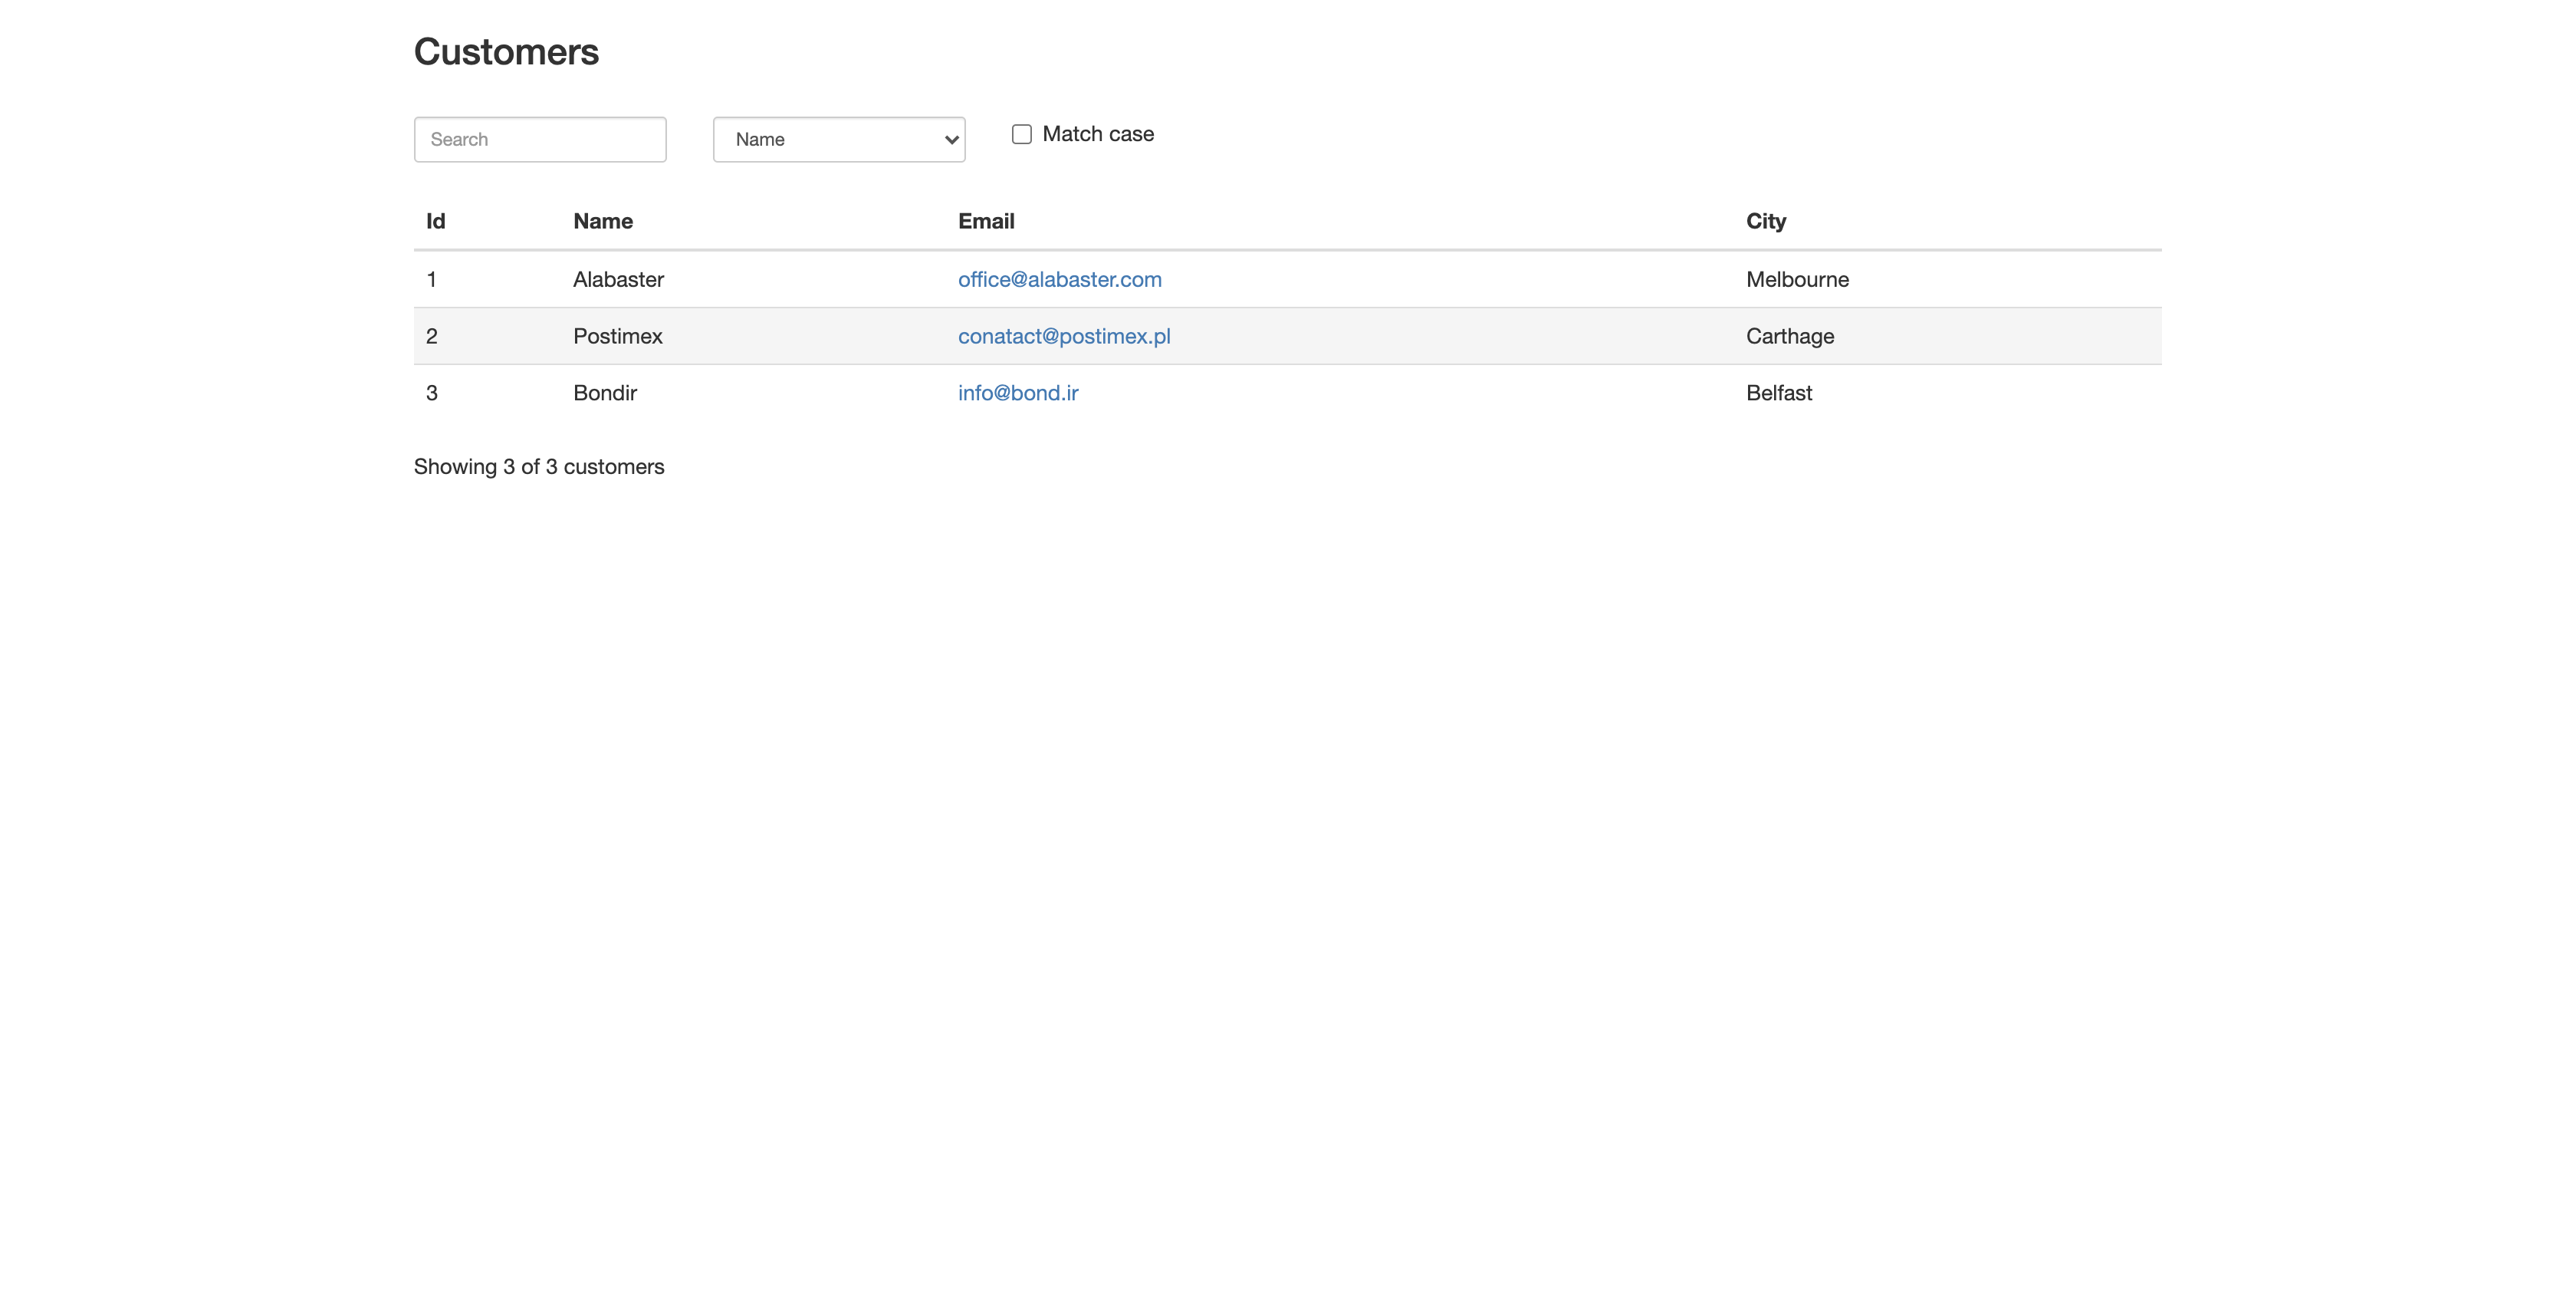 Customers
Search Name Match case
Id Name Email City
1 Alabaster office@alabaster.com Melbourne
2 Postimex conatact@postimex.pl Carthage
3 Bondir info@bond.ir Belfast
Showing 3 of 3 customers